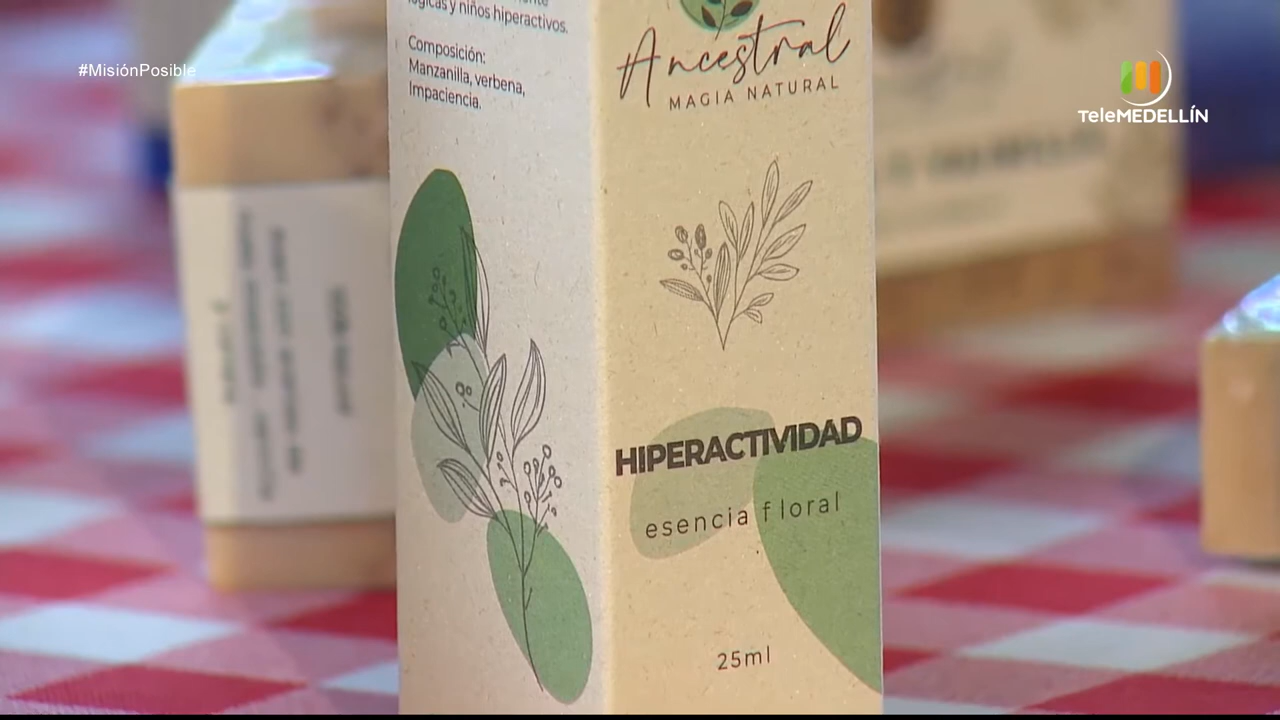 #MisiónPosible
TeleMEDELLÍN
lógicas y niños hiperactivos.
Composición:
Manzanilla, verbena,
Impaciencia.
Ancestral
MAGIA NATURAL
HIPERACTIVIDAD
esencia floral
25ml